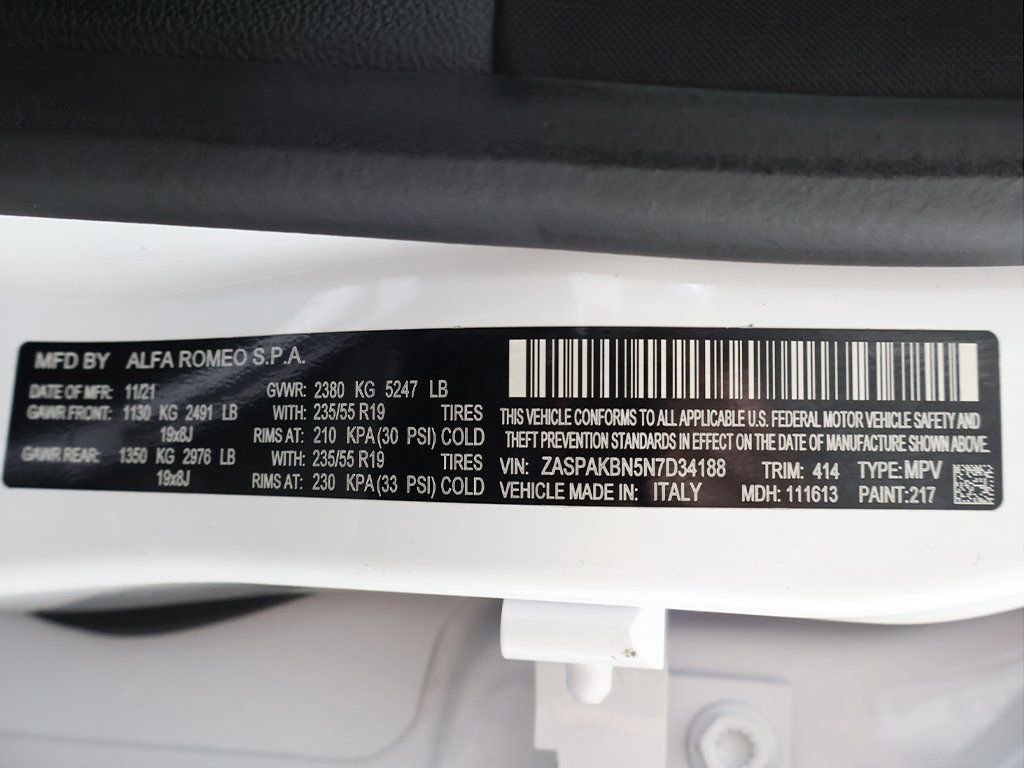 MFD BY ALFA ROMEO S.P.A.
DATE OF MFR: 11/21 GVWR: 2380 KG 5247 LB
GAWR FRONT: 1130 KG 2491 LB WITH: 235/55 R19 TIRES
19x8J RIMS AT: 210 KPA(30 PSI) COLD
GAWR REAR: 1350 KG 2976 LB WITH: 235/55 R19 TIRES
19x8J RIMS AT: 230 KPA(33 PSI) COLD
THIS VEHICLE CONFORMS TO ALL APPLICABLE U.S. FEDERAL MOTOR VEHICLE SAFETY AND
THEFT PREVENTION STANDARDS IN EFFECT ON THE DATE OF MANUFACTURE SHOWN ABOVE.
VIN: ZASPAKBN5N7D34188 TRIM: 414 TYPE: MPV
VEHICLE MADE IN: ITALY MDH: 111613 PAINT:217